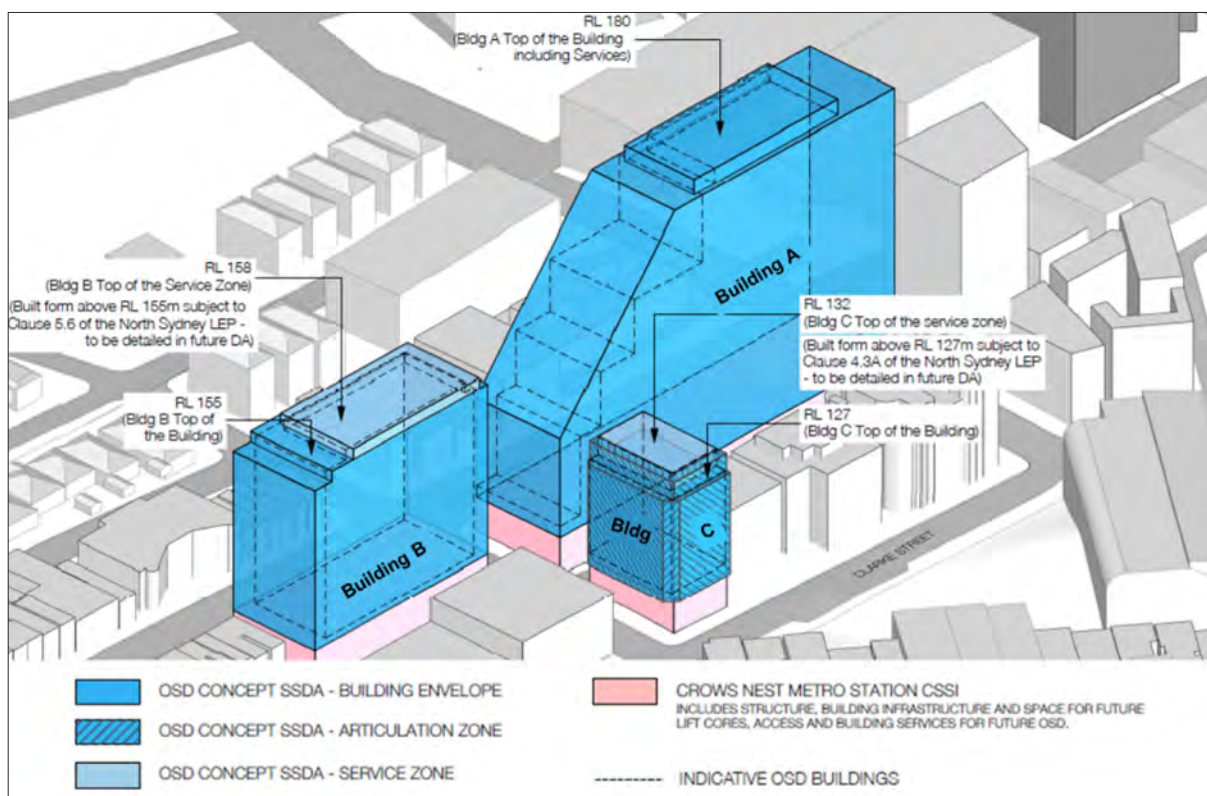 RL 180
(Bldg A Top of the Building
including Services)
RL 158
(Bldg B Top of the Service Zone)
(Built form above RL 155m subject to
Clause 5.6 of the North Sydney LEP -
to be detailed in future DA)
RL 155
(Bldg B Top of
the Building)
Building A
RL 132
(Bldg C Top of the service zone)
(Built form above RL 127m subject to
Clause 4.3A of the North Sydney LEP
- to be detailed in future DA)
RL 127
(Bldg C Top of the Building)
Building B
Bldg C
CLARKE STREET
OSD CONCEPT SSDA - BUILDING ENVELOPE
OSD CONCEPT SSDA - ARTICULATION ZONE
OSD CONCEPT SSDA - SERVICE ZONE
CROWS NEST METRO STATION CSSI
INCLUDES STRUCTURE, BUILDING INFRASTRUCTURE AND SPACE FOR FUTURE
LIFT CORES, ACCESS AND BUILDING SERVICES FOR FUTURE OSD.
INDICATIVE OSD BUILDINGS